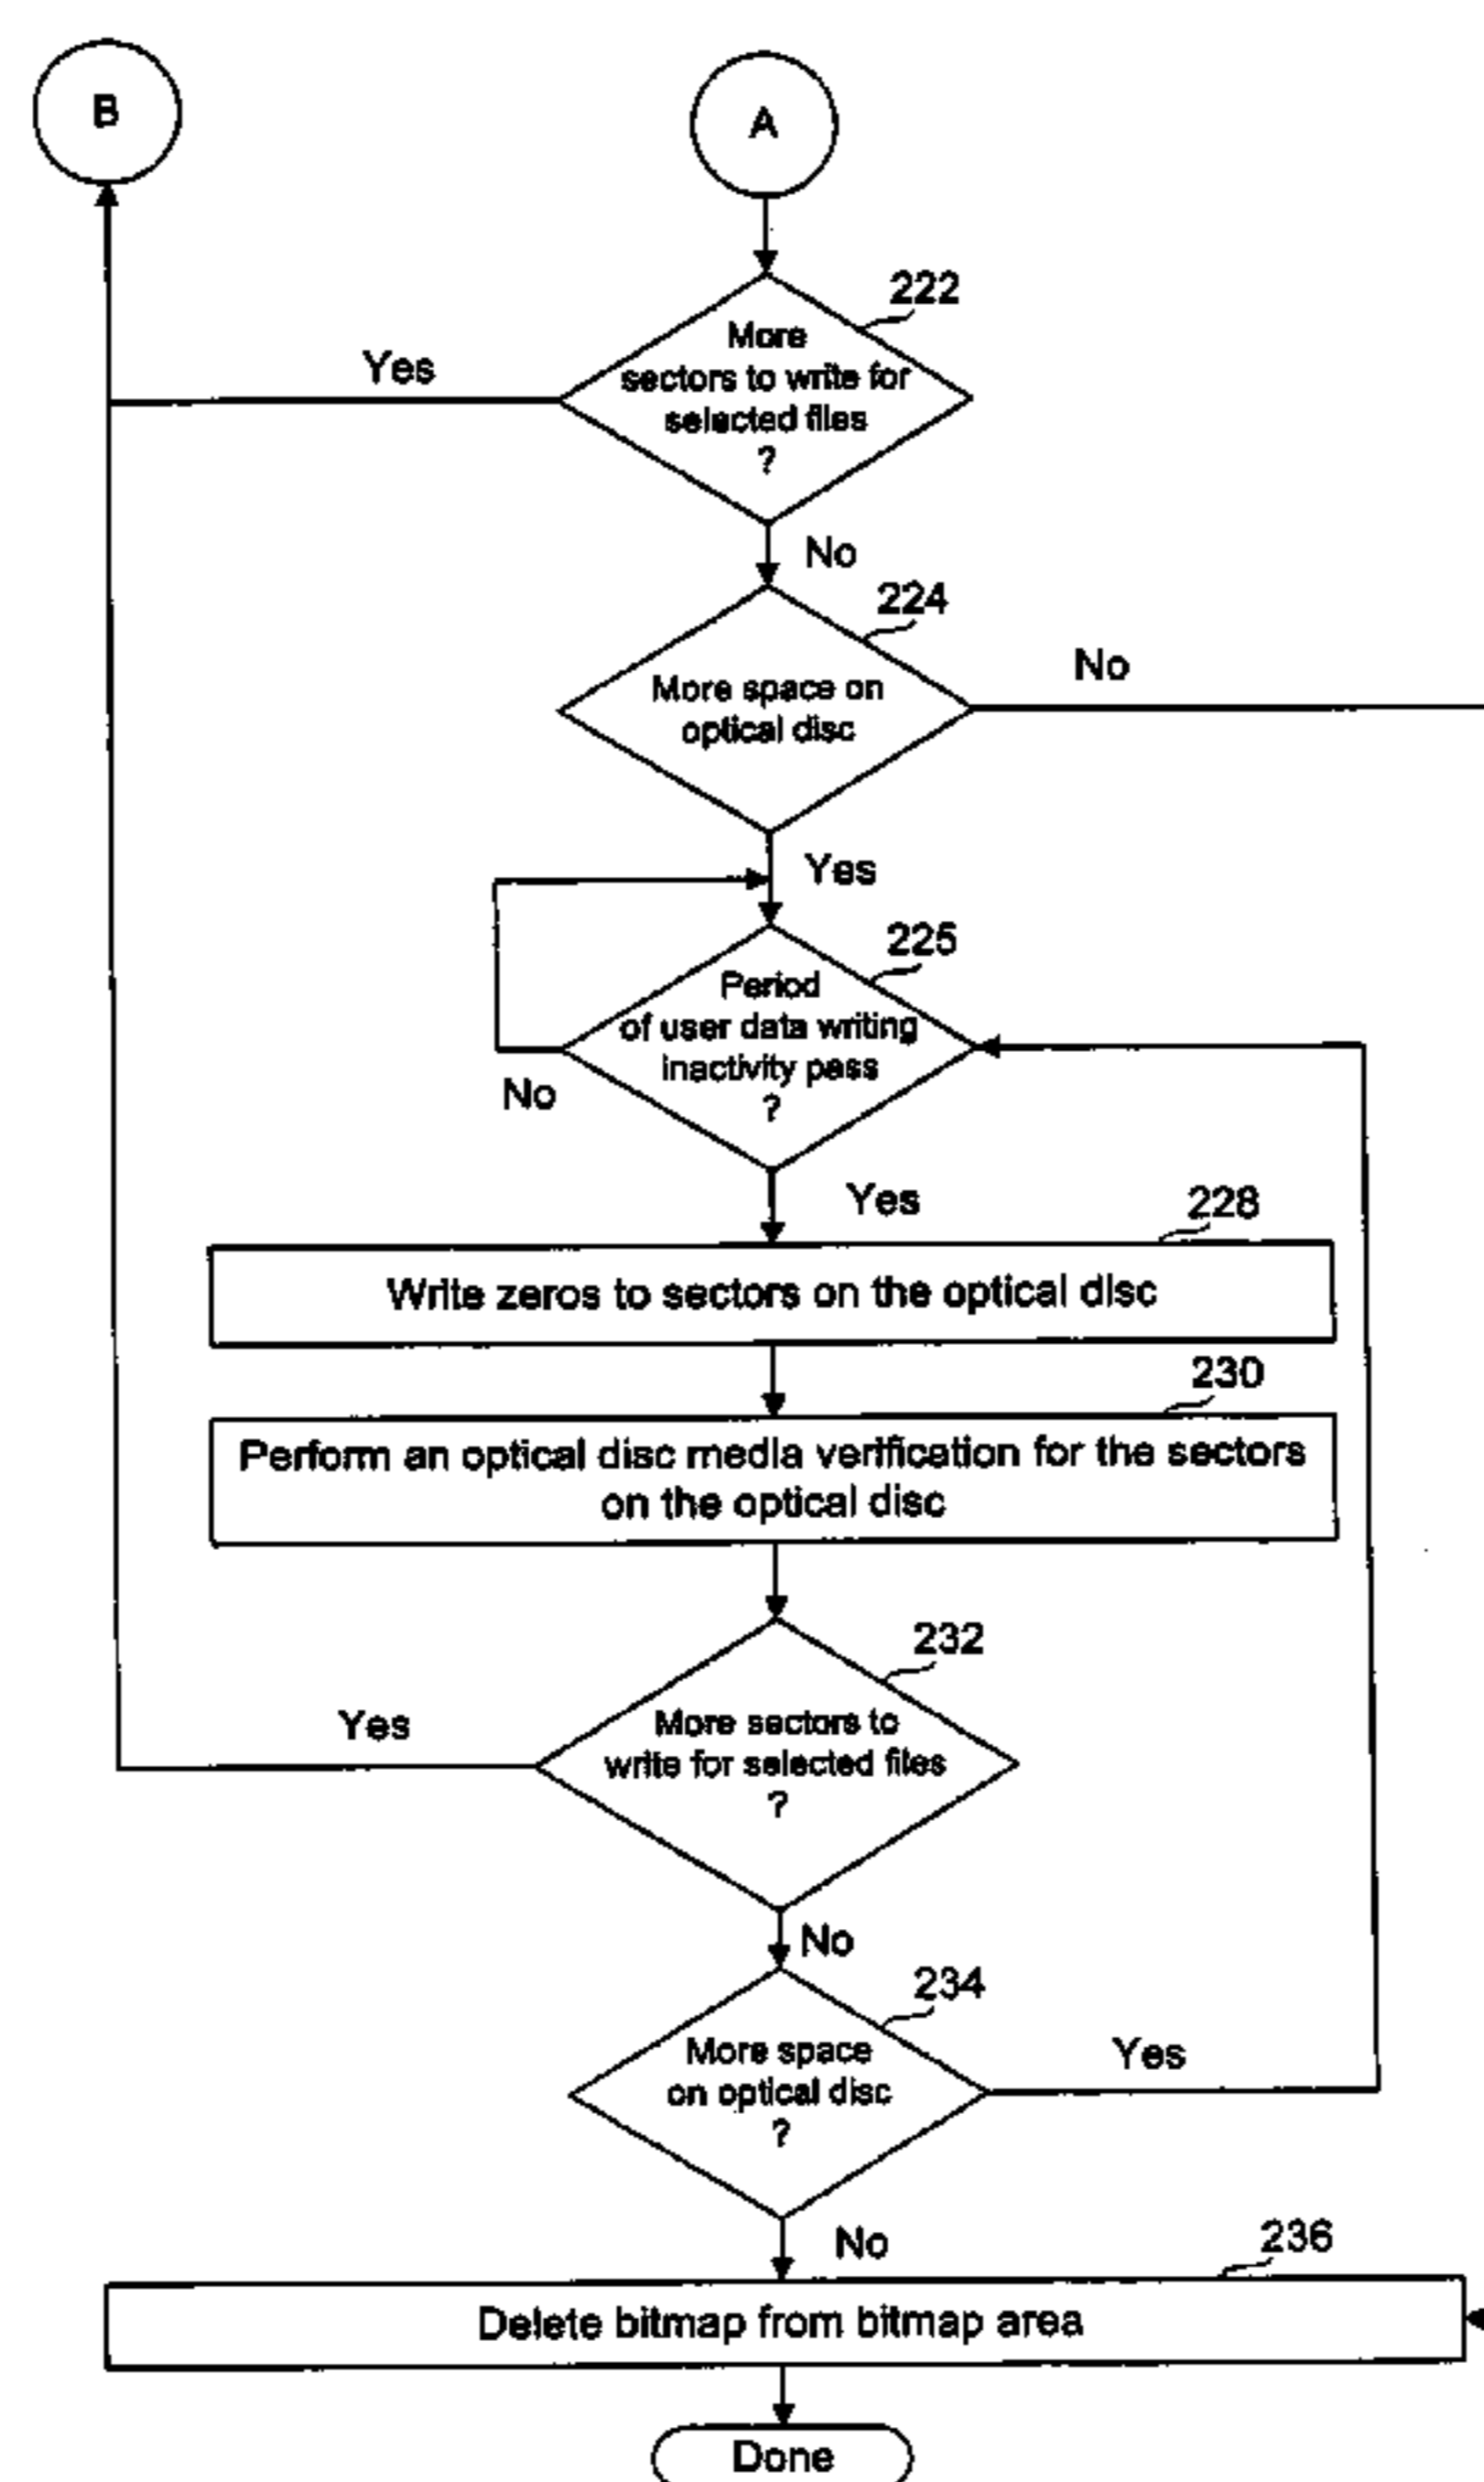 B
A
222
More
sectors to write for
selected files
?
Yes
No
224
More space on
optical disc
No
Yes
225
Period
of user data writing
inactivity pass
?
No
Yes
228
Write zeros to sectors on the optical disc
230
Perform an optical disc media verification for the sectors
on the optical disc
232
More sectors to
write for selected files
?
Yes
No
234
More space
on optical disc
?
Yes
No
236
Delete bitmap from bitmap area
Done